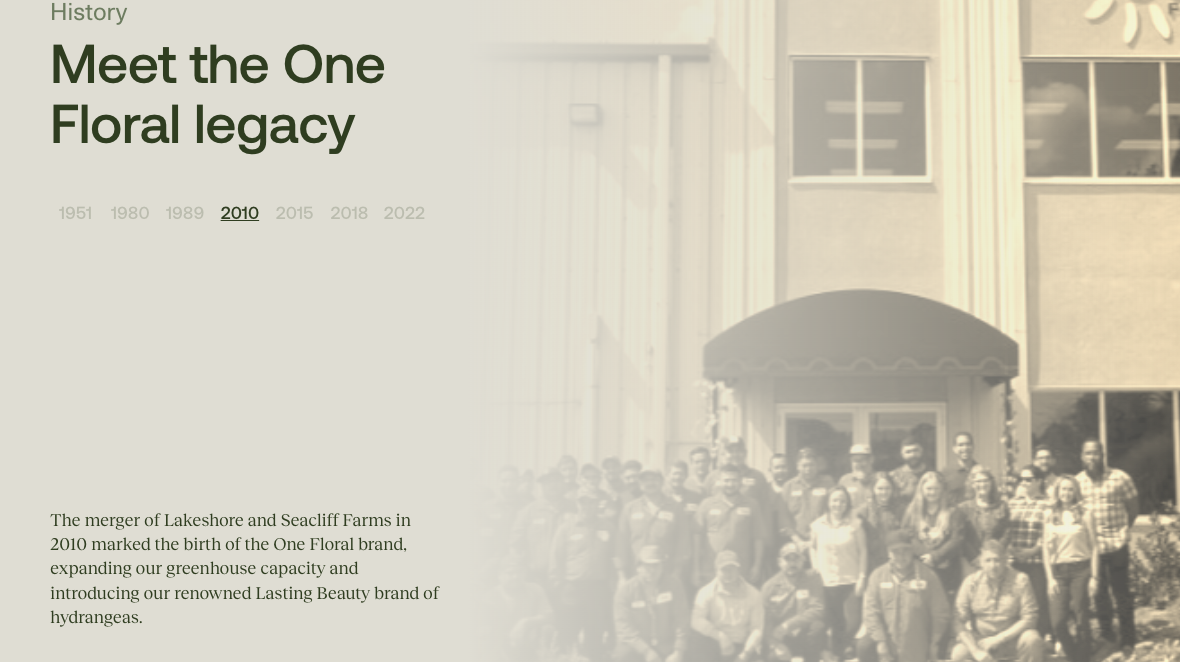 History
Meet the One
Floral legacy
1951 1980 1989 2010 2015 2018 2022
The merger of Lakeshore and Seacliff Farms in
2010 marked the birth of the One Floral brand,
expanding our greenhouse capacity and
introducing our renowned Lasting Beauty brand of
hydrangeas.